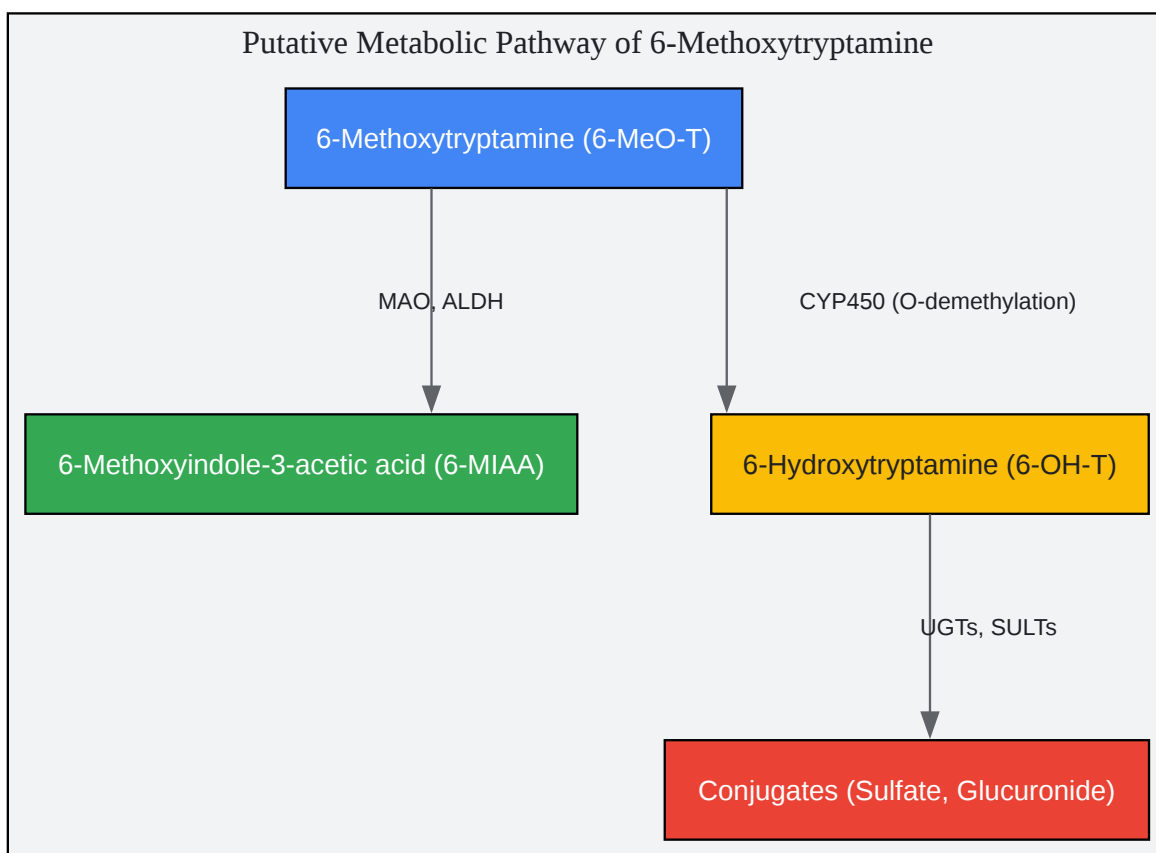 Putative Metabolic Pathway of 6-Methoxytryptamine
6-Methoxytryptamine (6-MeO-T)
MAO, ALDH
CYP450 (O-demethylation)
6-Methoxyindole-3-acetic acid (6-MIAA)
6-Hydroxytryptamine (6-OH-T)
UGTs, SULTs
Conjugates (Sulfate, Glucuronide)